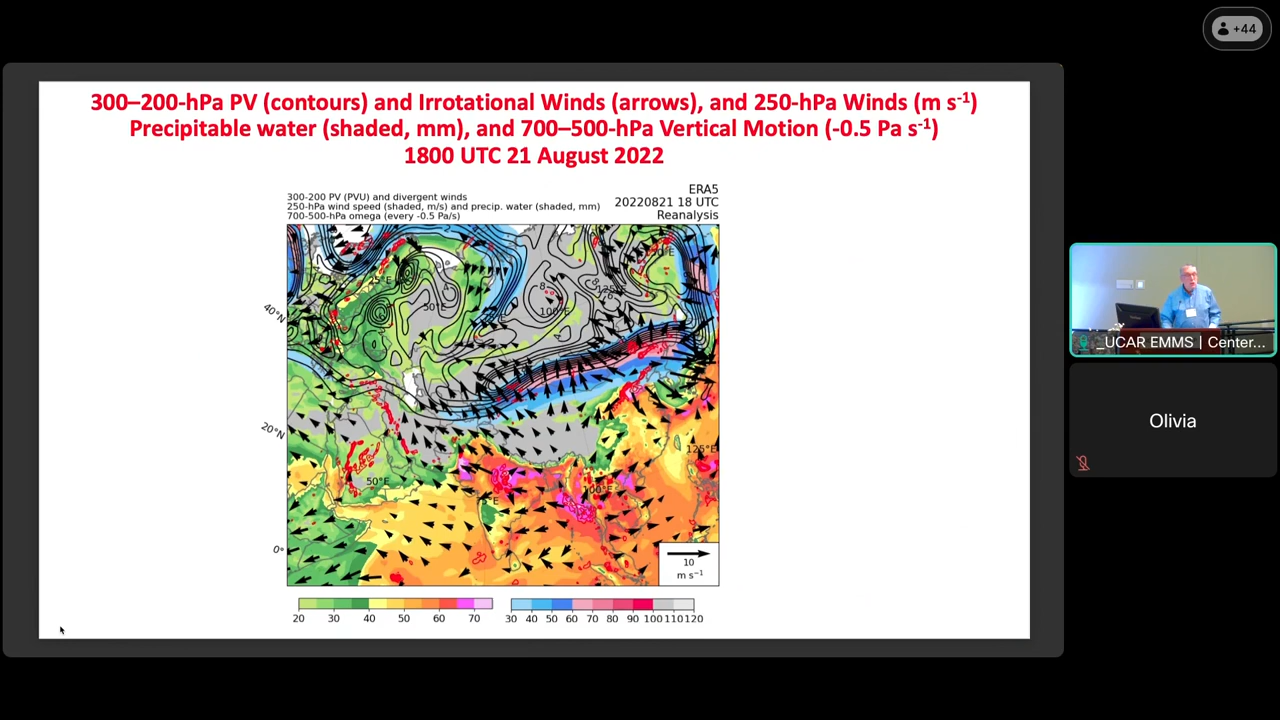 +44
300–200-hPa PV (contours) and Irrotational Winds (arrows), and 250-hPa Winds (m s-1)
Precipitable water (shaded, mm), and 700–500-hPa Vertical Motion (-0.5 Pa s-1)
1800 UTC 21 August 2022
300-200 PV (PVU) and divergent winds
250-hPa wind speed (shaded, m/s) and precip. water (shaded, mm)
700-500-hPa omega (every -0.5 Pa/s)
ERA5
20220821 18 UTC
Reanalysis
40°N
20°N
0°
50°E
125°E
10
m s-1
20 30 40 50 60 70
30 40 50 60 70 80 90 100 110 120
_UCAR EMMS | Center...
Olivia